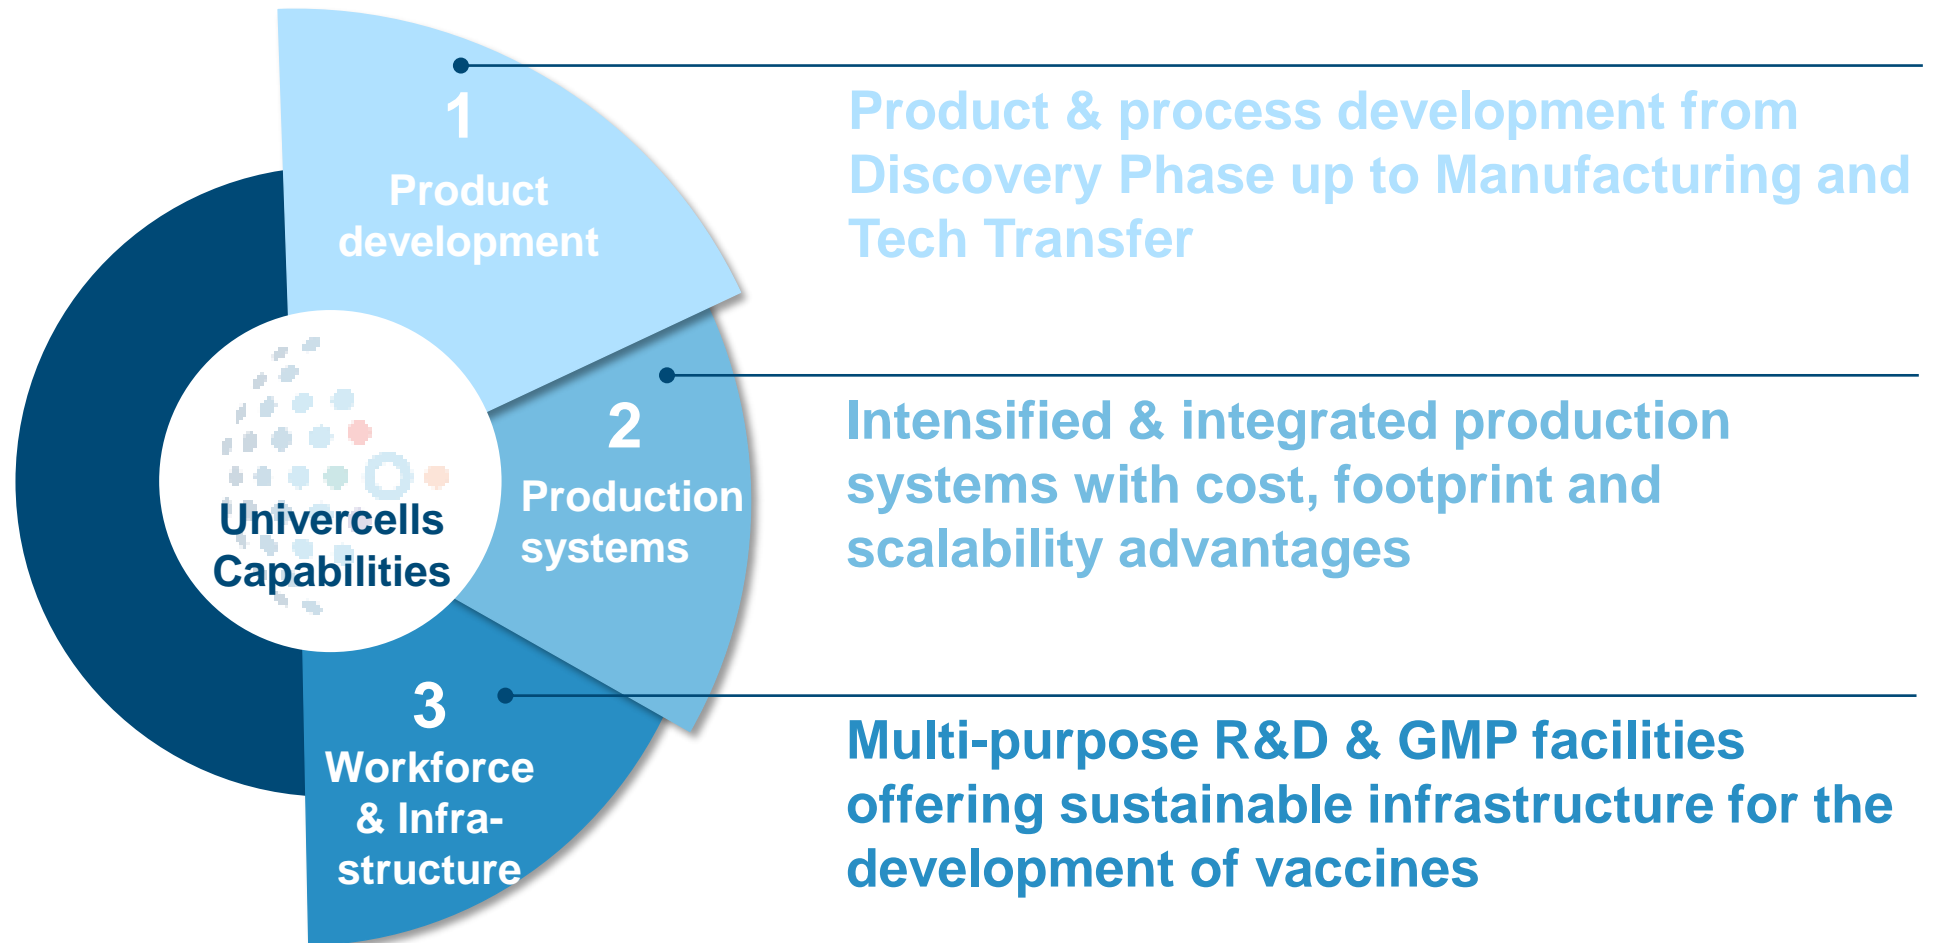 1
Product
development
Product & process development from
Discovery Phase up to Manufacturing and
Tech Transfer
2
Production
systems
Intensified & integrated production
systems with cost, footprint and
scalability advantages
Univercells
Capabilities
3
Workforce
& Infra-
structure
Multi-purpose R&D & GMP facilities
offering sustainable infrastructure for the
development of vaccines